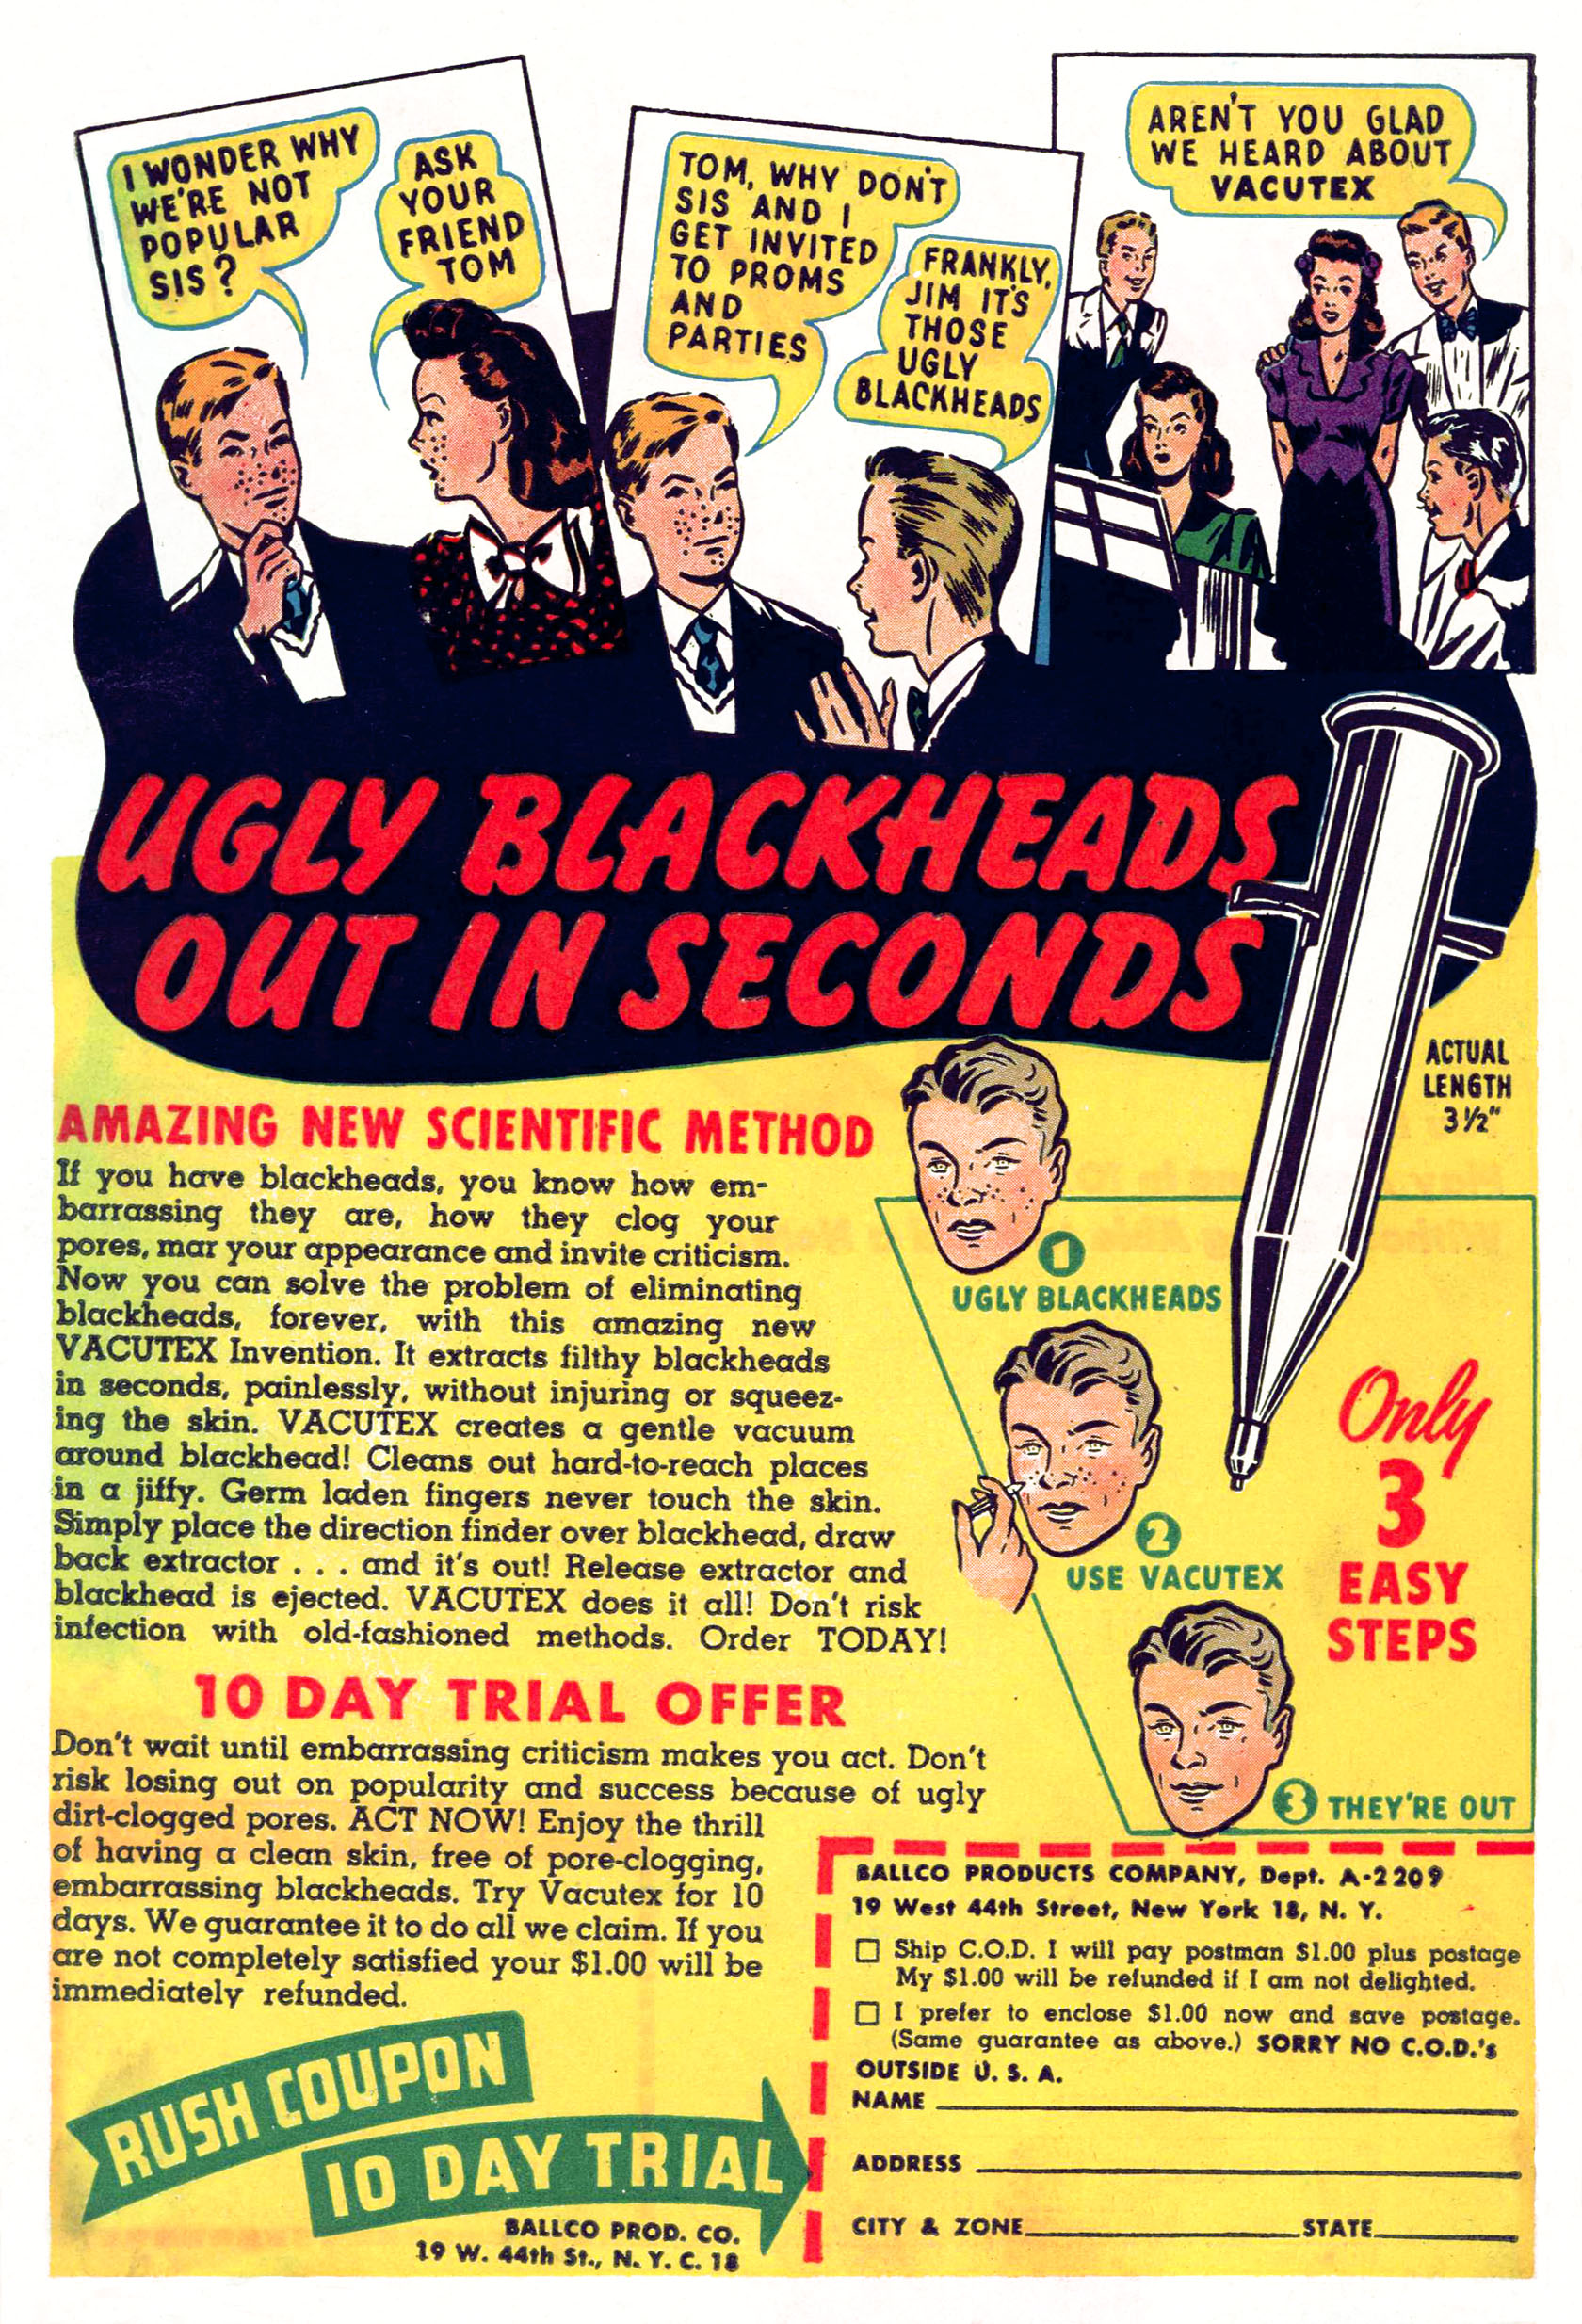 I WONDER WHY
WE'RE NOT
POPULAR
SIS?
ASK
YOUR
FRIEND
TOM
TOM, WHY DON'T
SIS AND I
GET INVITED
TO PROMS
AND
PARTIES
FRANKLY,
JIM IT'S
THOSE
UGLY
BLACKHEADS
AREN'T YOU GLAD
WE HEARD ABOUT
VACUTEX
UGLY BLACKHEADS
OUT IN SECONDS
ACTUAL
LENGTH
3 1/2"
AMAZING NEW SCIENTIFIC METHOD
If you have blackheads, you know how em-
barrassing they are, how they clog your
pores, mar your appearance and invite criticism.
Now you can solve the problem of eliminating
blackheads, forever, with this amazing new
VACUTEX Invention. It extracts filthy blackheads
in seconds, painlessly, without injuring or squeez-
ing the skin. VACUTEX creates a gentle vacuum
around blackhead! Cleans out hard-to-reach places
in a jiffy. Germ laden fingers never touch the skin.
Simply place the direction finder over blackhead, draw
back extractor . . . and it's out! Release extractor and
blackhead is ejected. VACUTEX does it all! Don't risk
infection with old-fashioned methods. Order TODAY!
1
UGLY BLACKHEADS
2
USE VACUTEX
3 THEY'RE OUT
Only
3
EASY
STEPS
10 DAY TRIAL OFFER
Don't wait until embarrassing criticism makes you act. Don't
risk losing out on popularity and success because of ugly
dirt-clogged pores. ACT NOW! Enjoy the thrill
of having a clean skin, free of pore-clogging,
embarrassing blackheads. Try Vacutex for 10
days. We guarantee it to do all we claim. If you
are not completely satisfied your $1.00 will be
immediately refunded.
RUSH COUPON
10 DAY TRIAL
BALLCO PROD. CO.
19 W. 44th St., N. Y. C. 18
BALLCO PRODUCTS COMPANY, Dept. A-2209
19 West 44th Street, New York 18, N. Y.
☐ Ship C.O.D. I will pay postman $1.00 plus postage
My $1.00 will be refunded if I am not delighted.
☐ I prefer to enclose $1.00 now and save postage.
(Same guarantee as above.) SORRY NO C.O.D.'s
OUTSIDE U. S. A.
NAME
ADDRESS
CITY & ZONE STATE